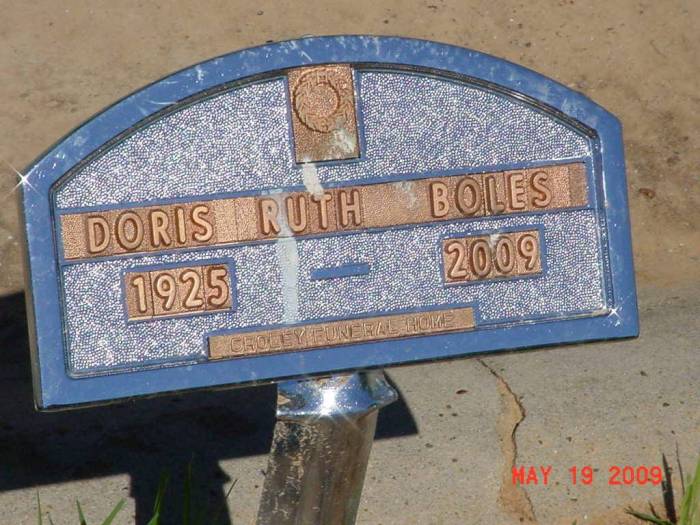 DORIS RUTH BOLES
1925 – 2009
CROLEY FUNERAL HOME
MAY 19 2009